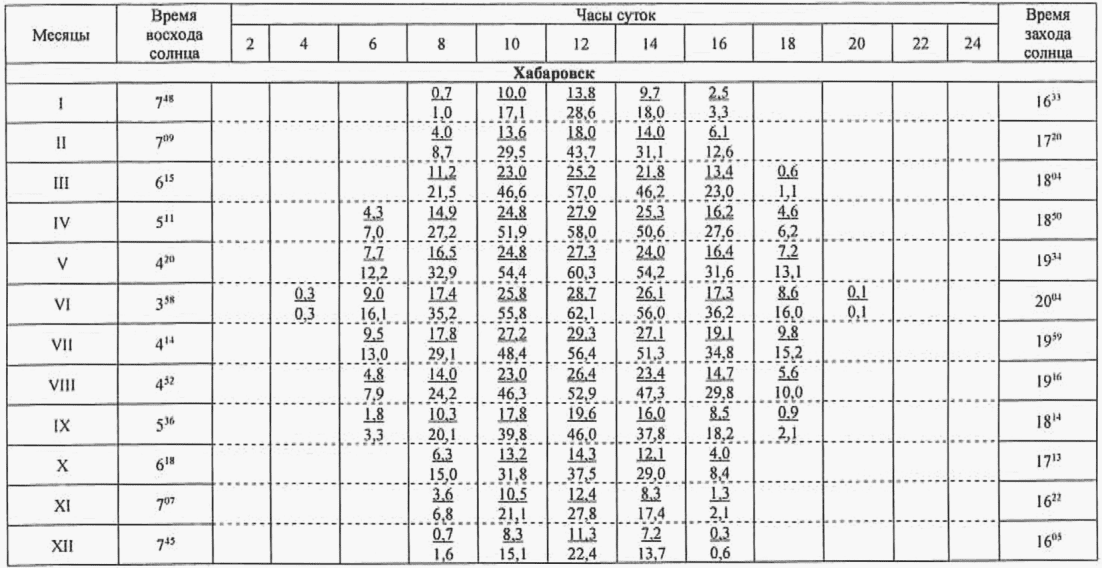 Месяцы Время восхода солнца Часы суток Время захода солнца
2 4 6 8 10 12 14 16 18 20 22 24
Хабаровск
I 7⁴⁸ 0,7 10,0 13,8 9,7 2,5 16³³
1,0 17,1 28,6 18,0 3,3
II 7⁰⁹ 4,0 13,6 18,0 14,0 6,1 17²⁰
8,7 29,5 43,7 31,1 12,6
III 6¹⁵ 11,2 23,0 25,2 21,8 13,4 0,6 18⁰⁴
21,5 46,6 57,0 46,2 23,0 1,1
IV 5¹¹ 4,3 14,9 24,8 27,9 25,3 16,2 4,6 18⁵⁰
7,0 27,2 51,9 58,0 50,6 27,6 6,2
V 4²⁰ 7,7 16,5 24,8 27,3 24,0 16,4 7,2 19³⁴
12,2 32,9 54,4 60,3 54,2 31,6 13,1
VI 3⁵⁸ 0,3 9,0 17,4 25,8 28,7 26,1 17,3 8,6 0,1 20⁰⁴
0,3 16,1 35,2 55,8 62,1 56,0 36,2 16,0 0,1
VII 4¹⁴ 9,5 17,8 27,2 29,3 27,1 19,1 9,8 19⁵⁹
13,0 29,1 48,4 56,4 51,3 34,8 15,2
VIII 4⁵² 4,8 14,0 23,0 26,4 23,4 14,7 5,6 19¹⁶
7,9 24,2 46,3 52,9 47,3 29,8 10,0
IX 5³⁶ 1,8 10,3 17,8 19,6 16,0 8,5 0,9 18¹⁴
3,3 20,1 39,8 46,0 37,8 18,2 2,1
X 6¹⁸ 6,3 13,2 14,3 12,1 4,0 17¹³
15,0 31,8 37,5 29,0 8,4
XI 7⁰⁷ 3,6 10,5 12,4 8,3 1,3 16²²
6,8 21,1 27,8 17,4 2,1
XII 7⁴⁵ 0,7 8,3 11,3 7,2 0,3 16⁰⁵
1,6 15,1 22,4 13,7 0,6